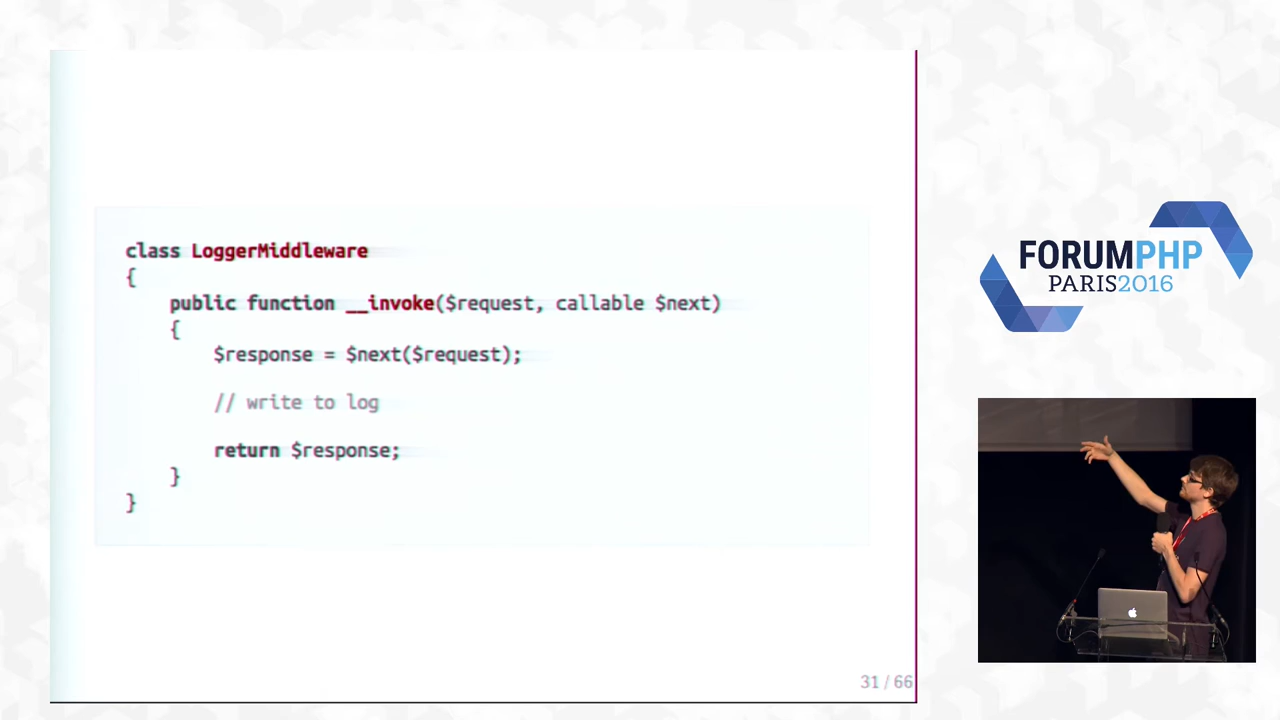 class LoggerMiddleware
{
    public function __invoke($request, callable $next)
    {
        $response = $next($request);
        // write to log
        return $response;
    }
}
31 / 66
FORUMPHP
PARIS2016